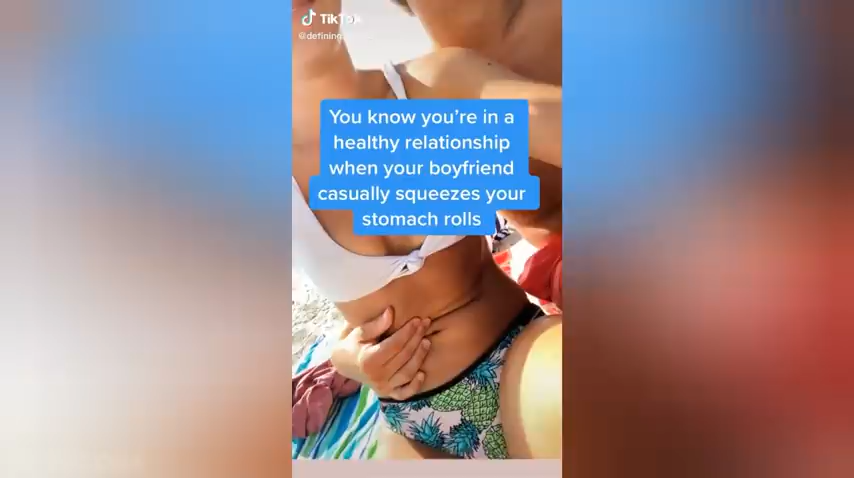 TikTok
You know you're in a
healthy relationship
when your boyfriend
casually squeezes your
stomach rolls